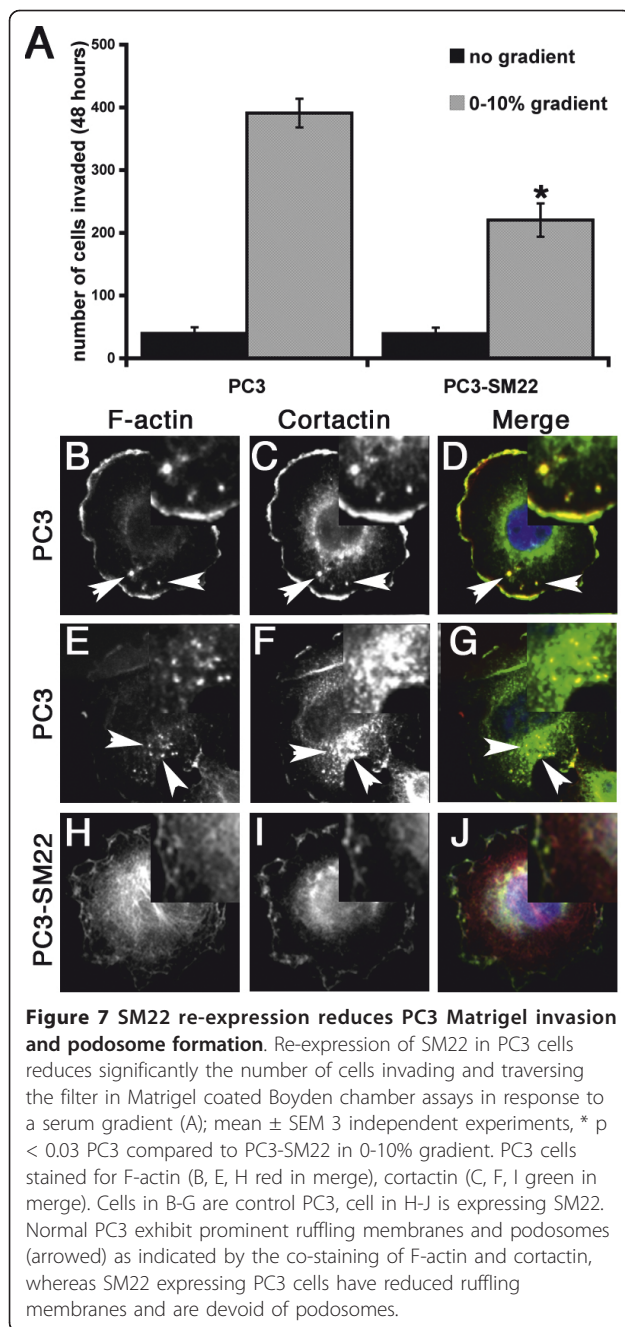 A
no gradient
0-10% gradient
number of cells invaded (48 hours)
500
400
300
200
100
0
*
PC3
PC3-SM22
F-actin
Cortactin
Merge
PC3
B
C
D
PC3
E
F
G
PC3-SM22
H
I
J
Figure 7 SM22 re-expression reduces PC3 Matrigel invasion
and podosome formation. Re-expression of SM22 in PC3 cells
reduces significantly the number of cells invading and traversing
the filter in Matrigel coated Boyden chamber assays in response to
a serum gradient (A); mean ± SEM 3 independent experiments, * p
< 0.03 PC3 compared to PC3-SM22 in 0-10% gradient. PC3 cells
stained for F-actin (B, E, H red in merge), cortactin (C, F, I green in
merge). Cells in B-G are control PC3, cell in H-J is expressing SM22.
Normal PC3 exhibit prominent ruffling membranes and podosomes
(arrowed) as indicated by the co-staining of F-actin and cortactin,
whereas SM22 expressing PC3 cells have reduced ruffling
membranes and are devoid of podosomes.